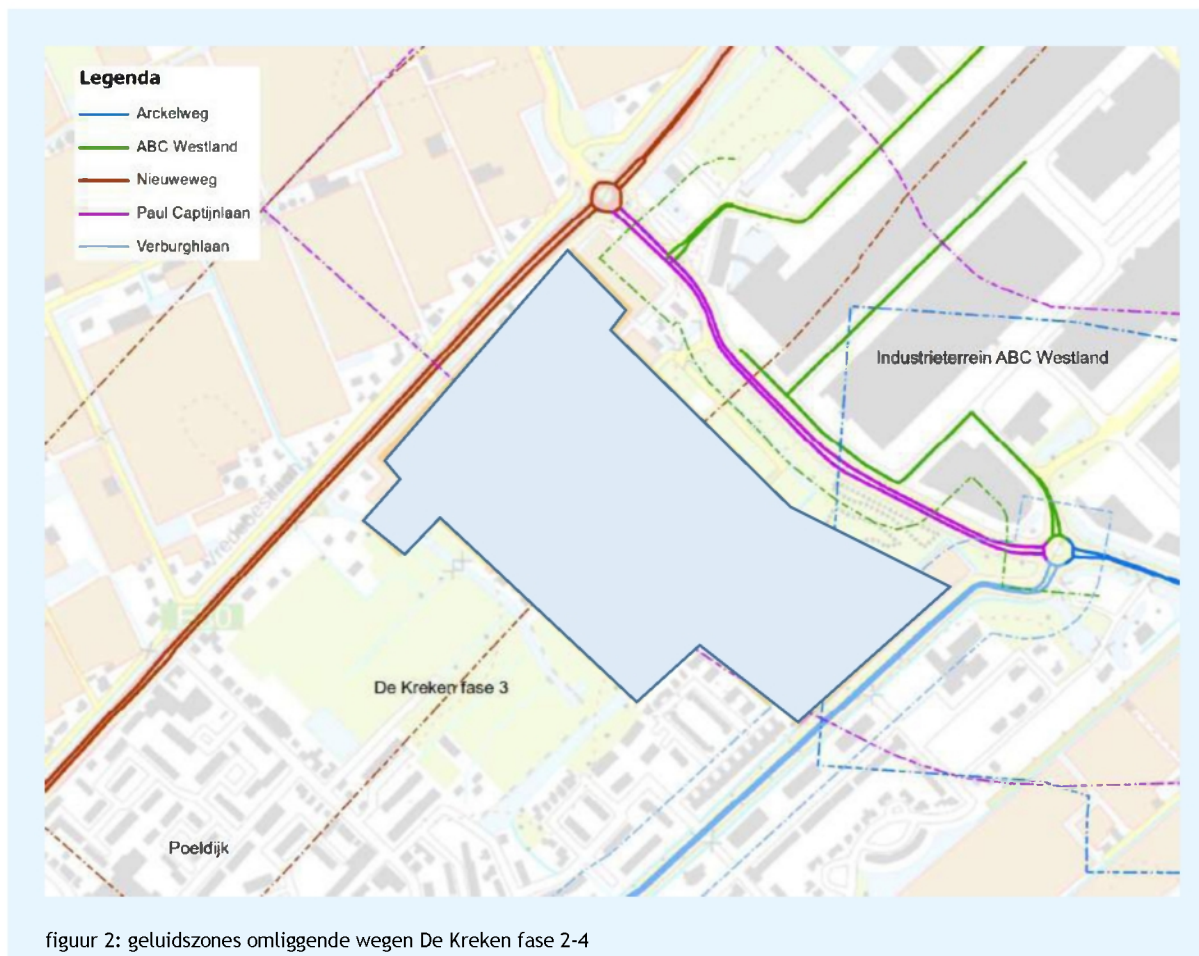 Legenda
Arckelweg
ABC Westland
Nieuweweg
Paul Captijnlaan
Verburghlaan
Industrieterrein ABC Westland
De Kreken fase 3
Poeldijk
figuur 2: geluidszones omliggende wegen De Kreken fase 2-4